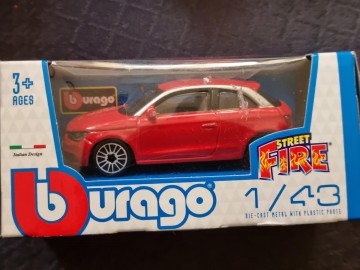 3+
AGES
burago
Italian Design
STREET
FIRE
burago
1/43
DIE-CAST METAL WITH PLASTIC PARTS